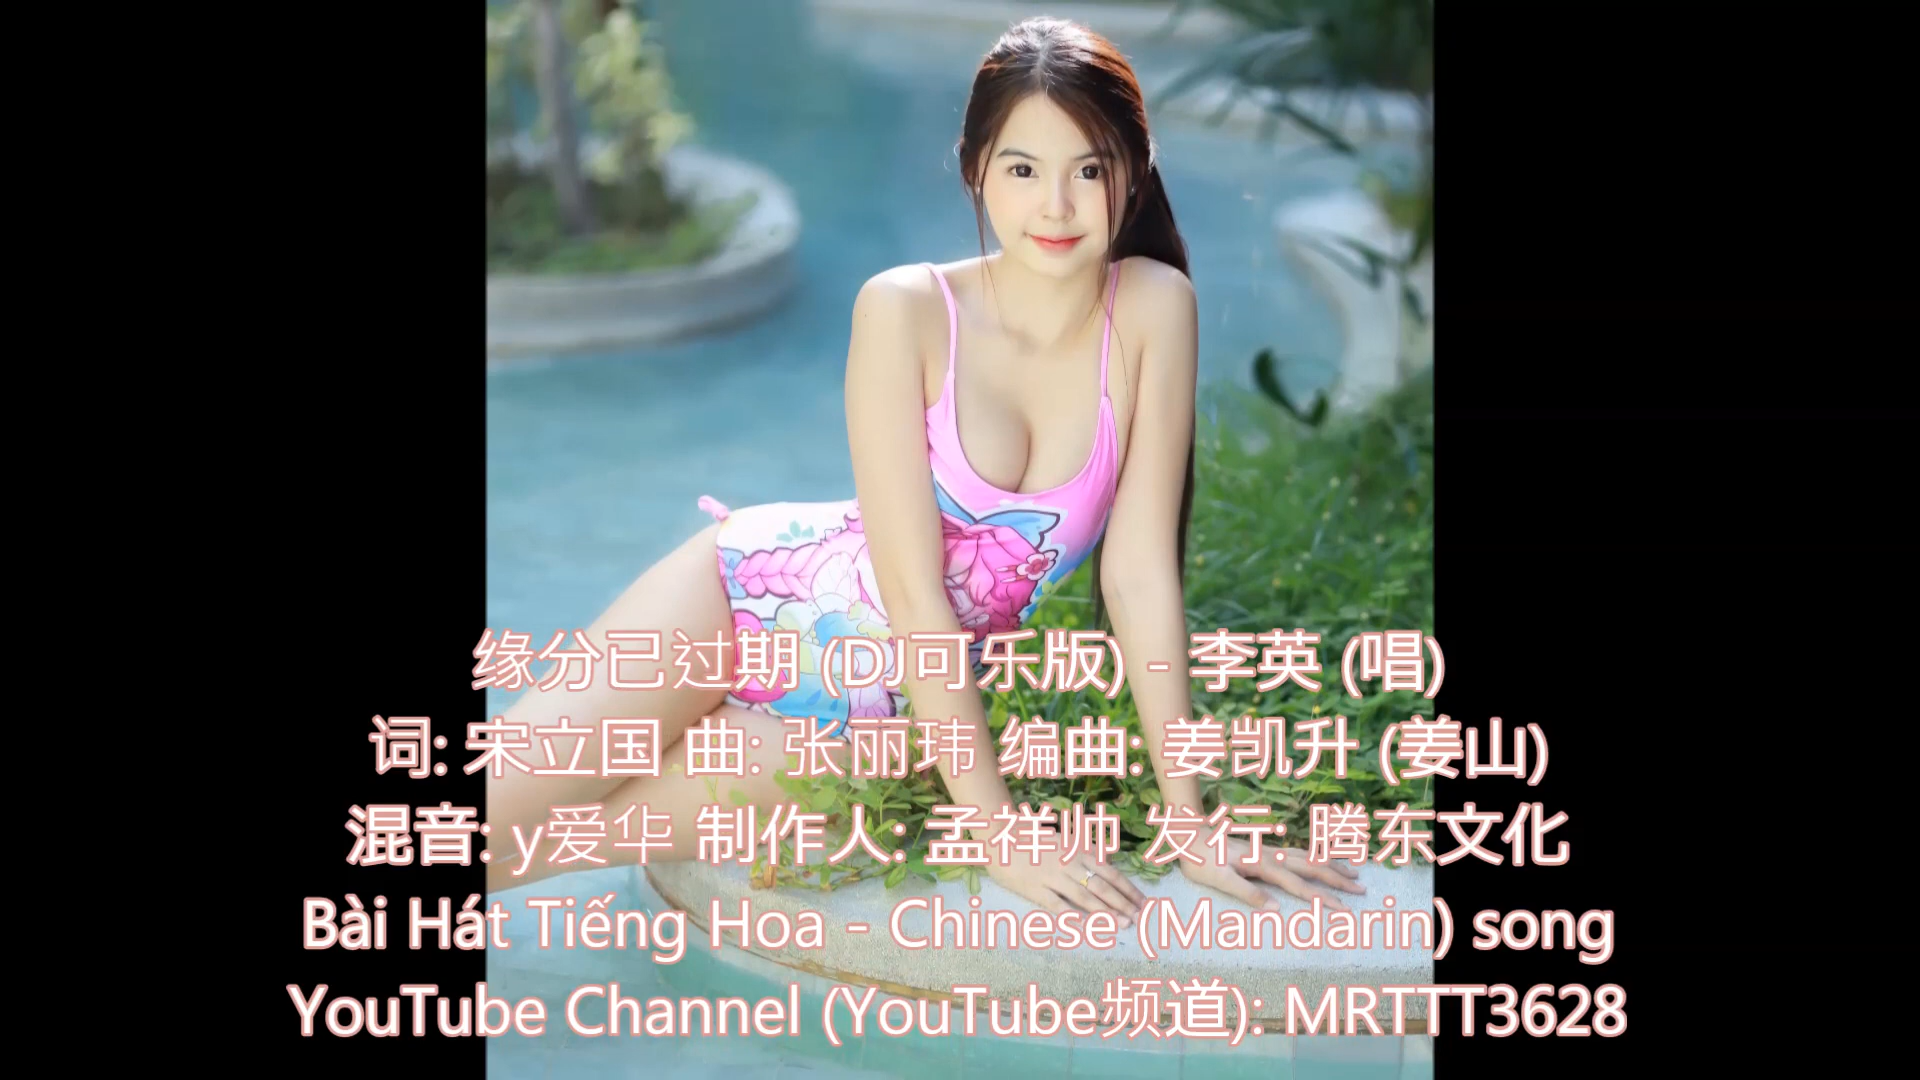 缘分已过期 (DJ可乐版) - 李英 (唱)
词: 宋立国 曲: 张丽玮 编曲: 姜凯升 (姜山)
混音: y爱华 制作人: 孟祥帅 发行: 腾东文化
Bài Hát Tiếng Hoa - Chinese (Mandarin) song
YouTube Channel (YouTube频道): MRTTT3628